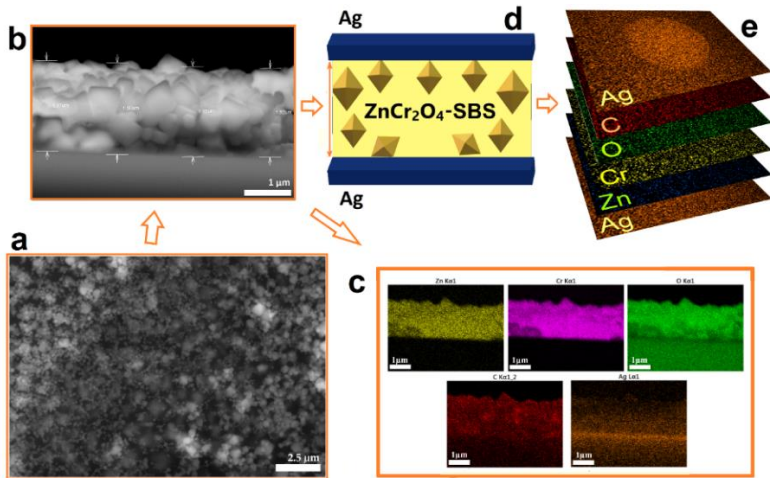 b
1 µm
Ag
ZnCr₂O₄-SBS
Ag
d
e
Ag
C
O
Cr
Zn
Ag
a
2.5 µm
c
Zn Kα1
1µm
Cr Kα1
1µm
O Kα1
1µm
C Kα1_2
1µm
Ag Lα1
1µm